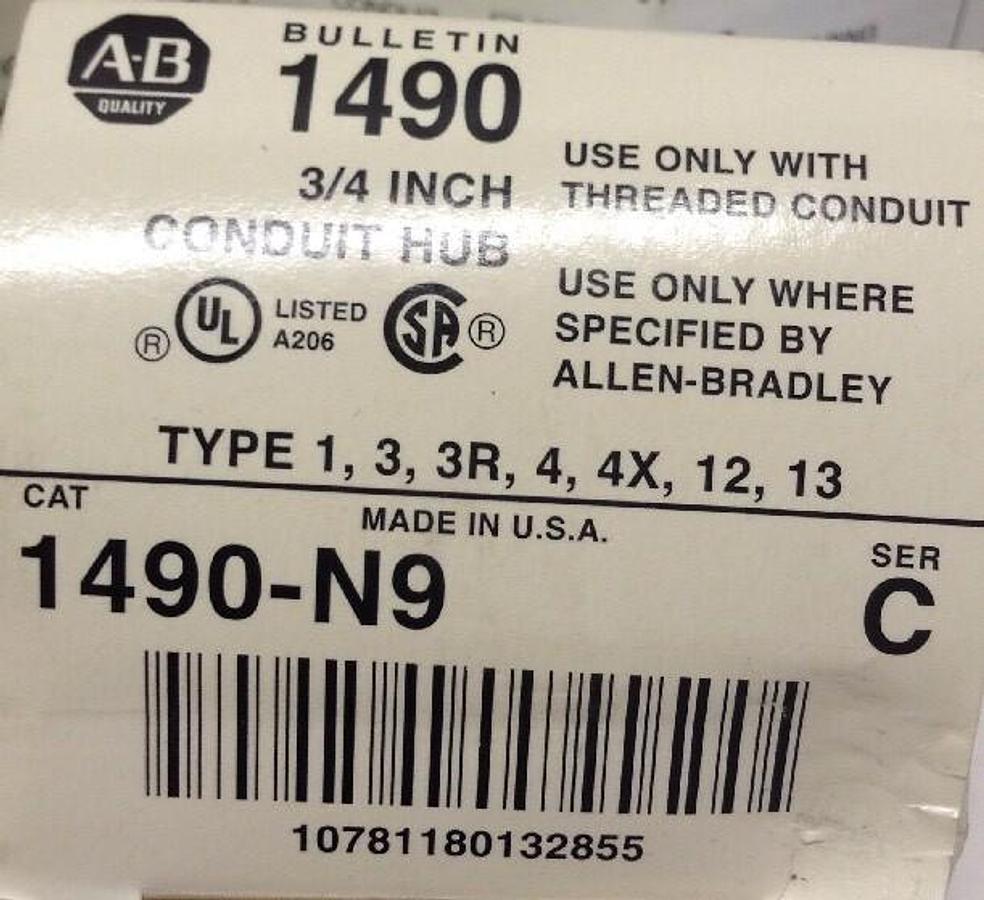 A-B
QUALITY
BULLETIN
1490
3/4 INCH
CONDUIT HUB
USE ONLY WITH
THREADED CONDUIT
® UL LISTED
A206
SA ®
USE ONLY WHERE
SPECIFIED BY
ALLEN-BRADLEY
TYPE 1, 3, 3R, 4, 4X, 12, 13
CAT
MADE IN U.S.A.
1490-N9
SER
C
10781180132855